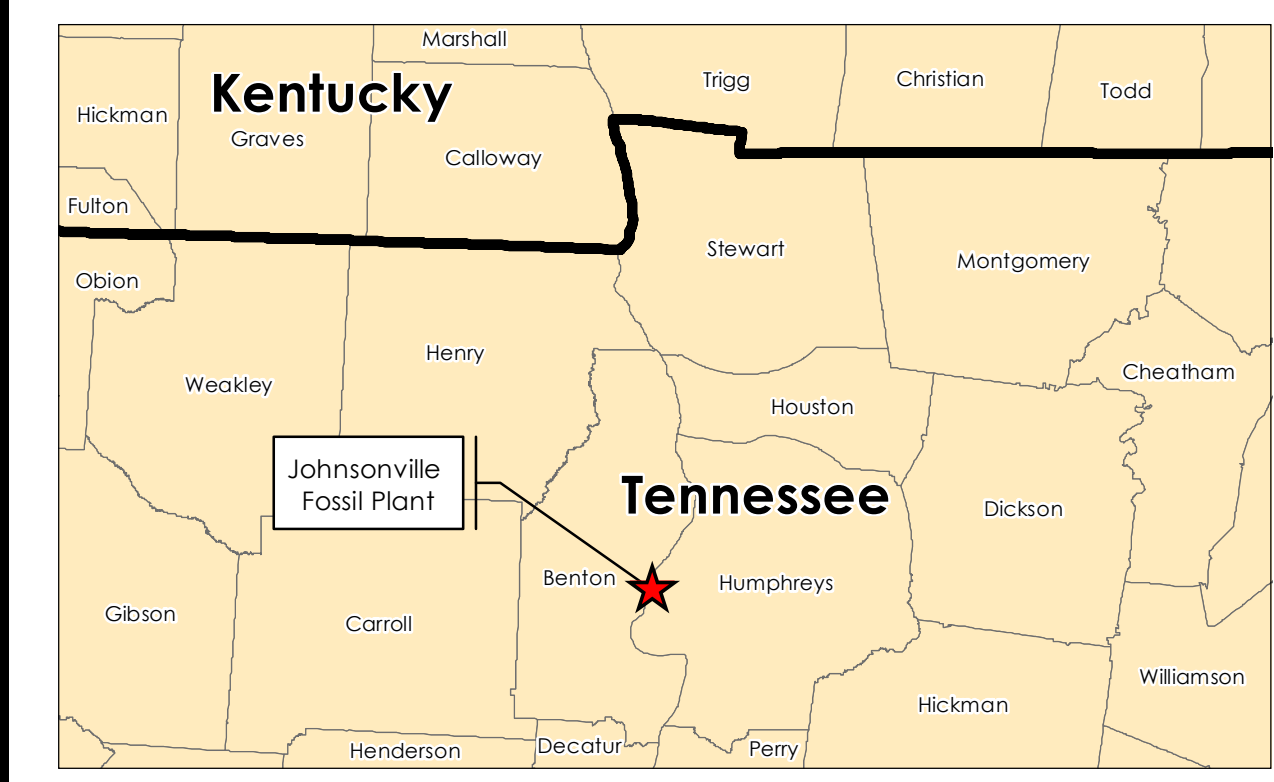 Marshall
Trigg
Christian
Todd
Kentucky
Hickman
Graves
Calloway
Fulton
Stewart
Montgomery
Obion
Henry
Weakley
Cheatham
Houston
Johnsonville
Fossil Plant
Tennessee
Dickson
Benton
Humphreys
Gibson
Carroll
Williamson
Hickman
Henderson
Decatur
Perry